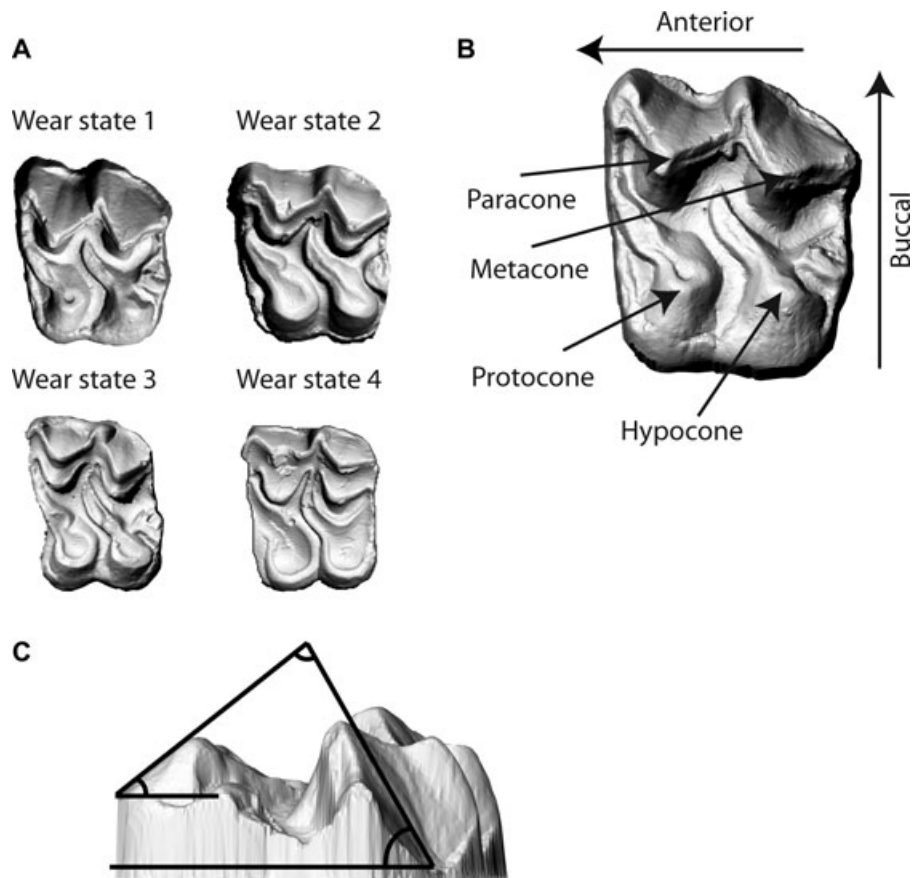 A
Wear state 1
Wear state 2
Wear state 3
Wear state 4
B
Anterior
Buccal
Paracone
Metacone
Protocone
Hypocone
C